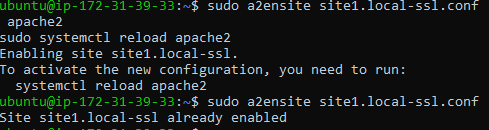 ubuntu@ip-172-31-39-33:~$ sudo a2ensite site1.local-ssl.conf
 apache2
sudo systemctl reload apache2
Enabling site site1.local-ssl.
To activate the new configuration, you need to run:
  systemctl reload apache2
ubuntu@ip-172-31-39-33:~$ sudo a2ensite site1.local-ssl.conf
Site site1.local-ssl already enabled